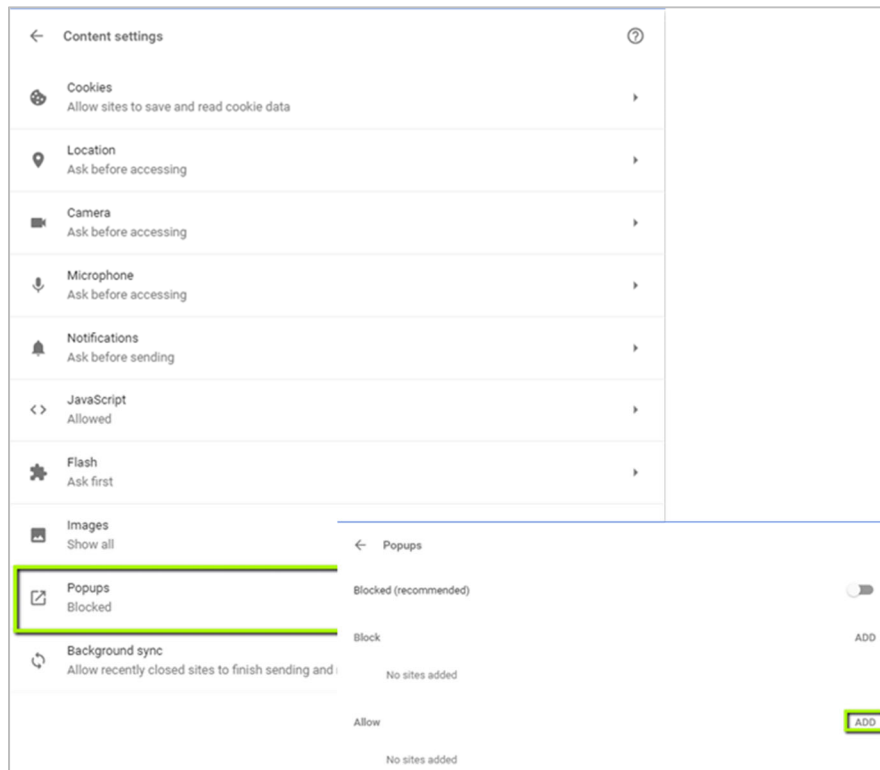 Content settings
Cookies
Allow sites to save and read cookie data
Location
Ask before accessing
Camera
Ask before accessing
Microphone
Ask before accessing
Notifications
Ask before sending
JavaScript
Allowed
Flash
Ask first
Images
Show all
Popups
Blocked
Background sync
Allow recently closed sites to finish sending and
Popups
Blocked (recommended)
Block ADD
No sites added
Allow ADD
No sites added